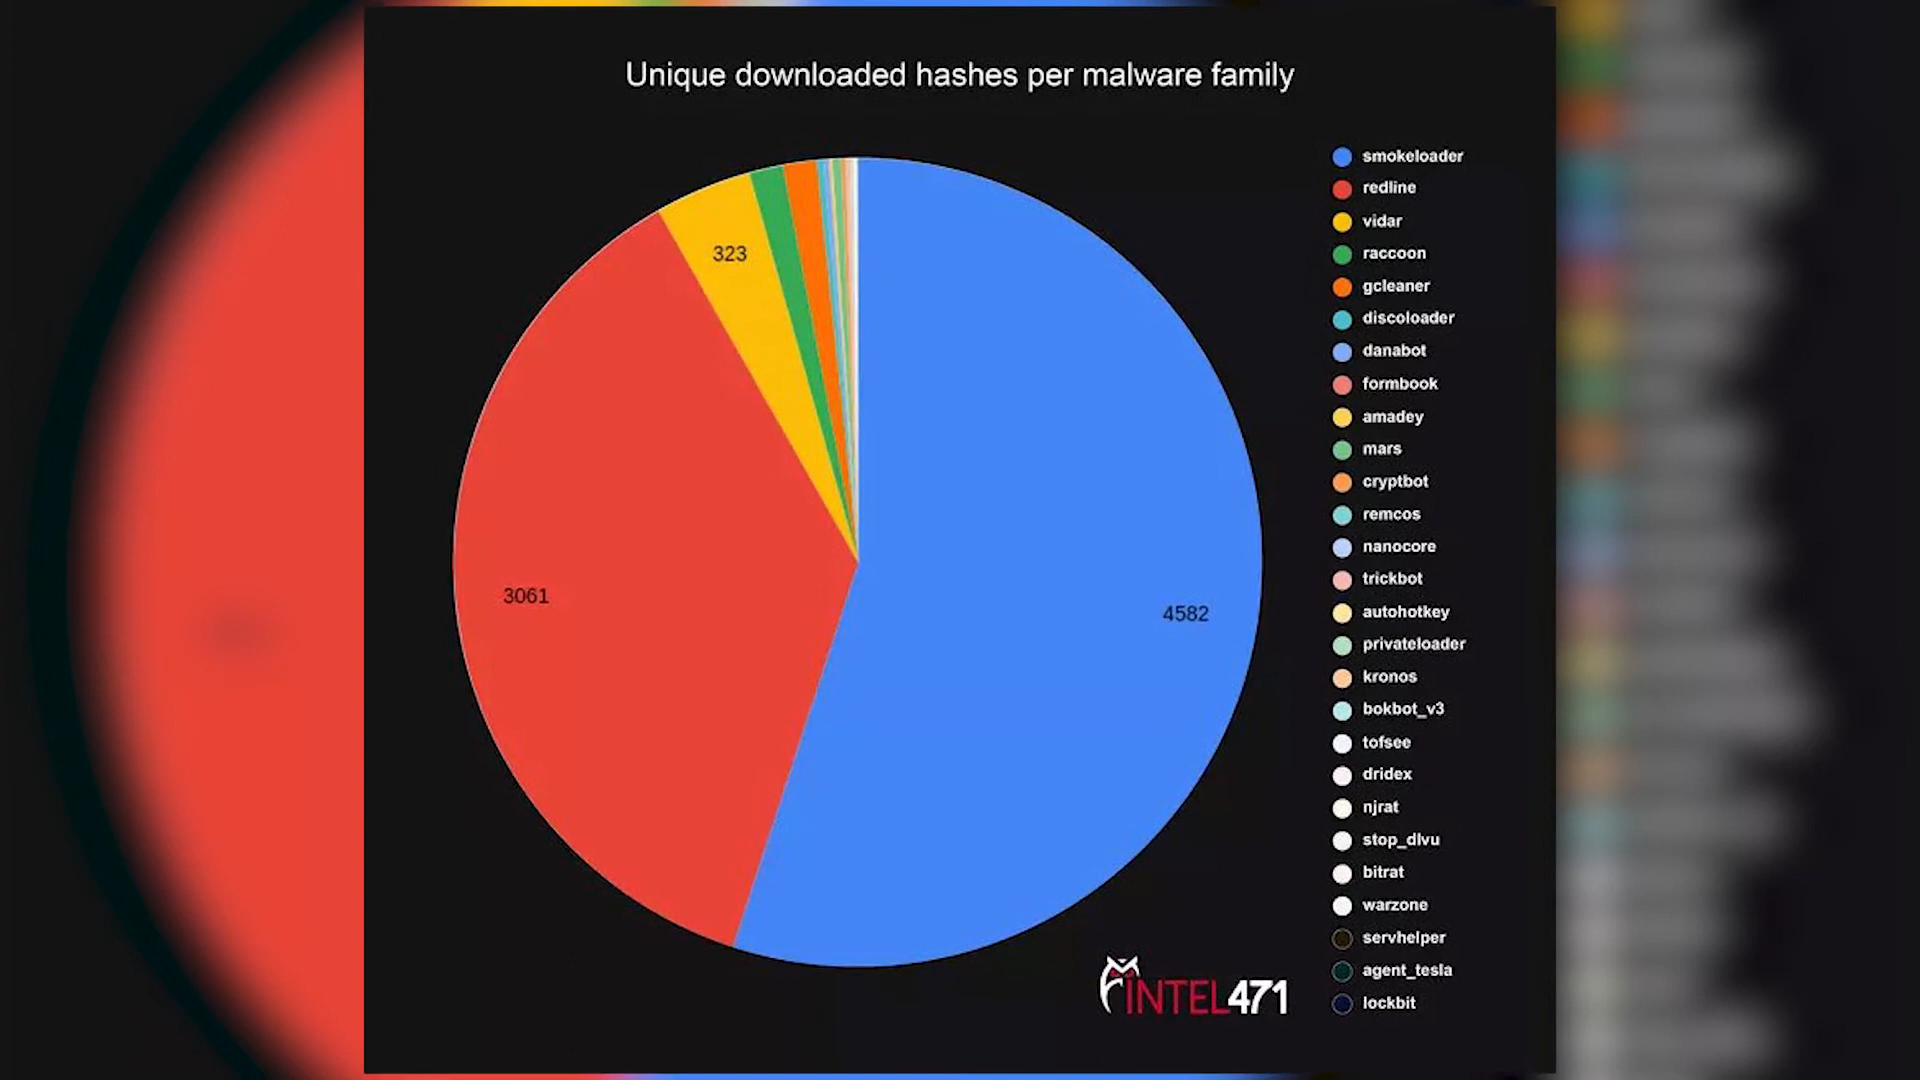 Unique downloaded hashes per malware family
smokeloader
redline
vidar
raccoon
gcleaner
discoloader
danabot
formbook
amadey
mars
cryptbot
remcos
nanocore
trickbot
autohotkey
privateloader
kronos
bokbot_v3
tofsee
dridex
njrat
stop_dlvu
bitrat
warzone
servhelper
agent_tesla
lockbit
323
3061
4582
INTEL471